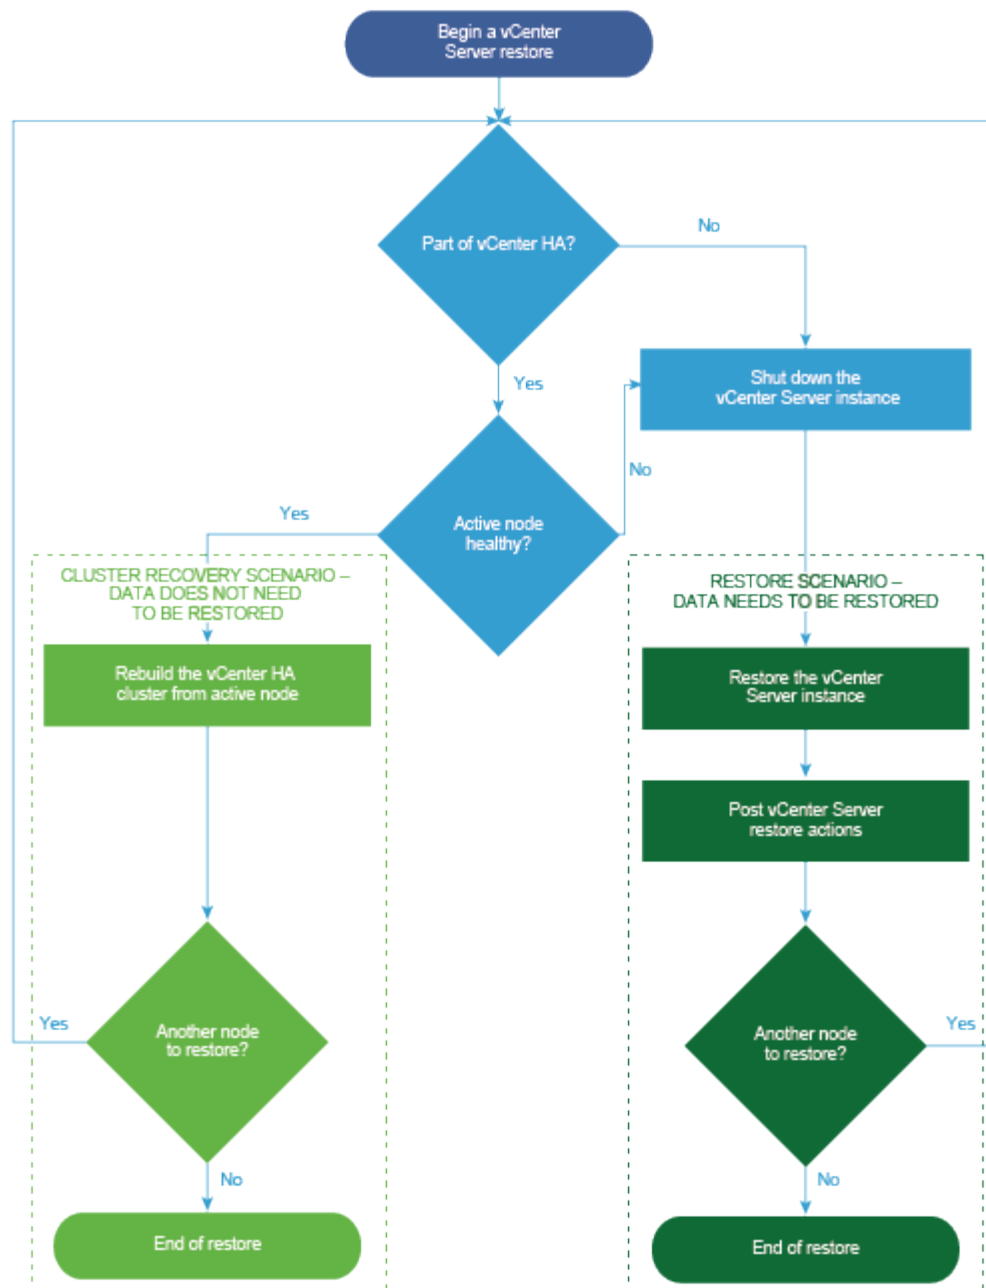 Begin a vCenter
Server restore
Part of vCenter HA?
No
Yes
Shut down the
vCenter Server instance
No
Active node
healthy?
Yes
CLUSTER RECOVERY SCENARIO –
DATA DOES NOT NEED
TO BE RESTORED
Rebuild the vCenter HA
cluster from active node
Another node
to restore?
Yes
No
End of restore
RESTORE SCENARIO –
DATA NEEDS TO BE RESTORED
Restore the vCenter
Server instance
Post vCenter Server
restore actions
Another node
to restore?
Yes
No
End of restore